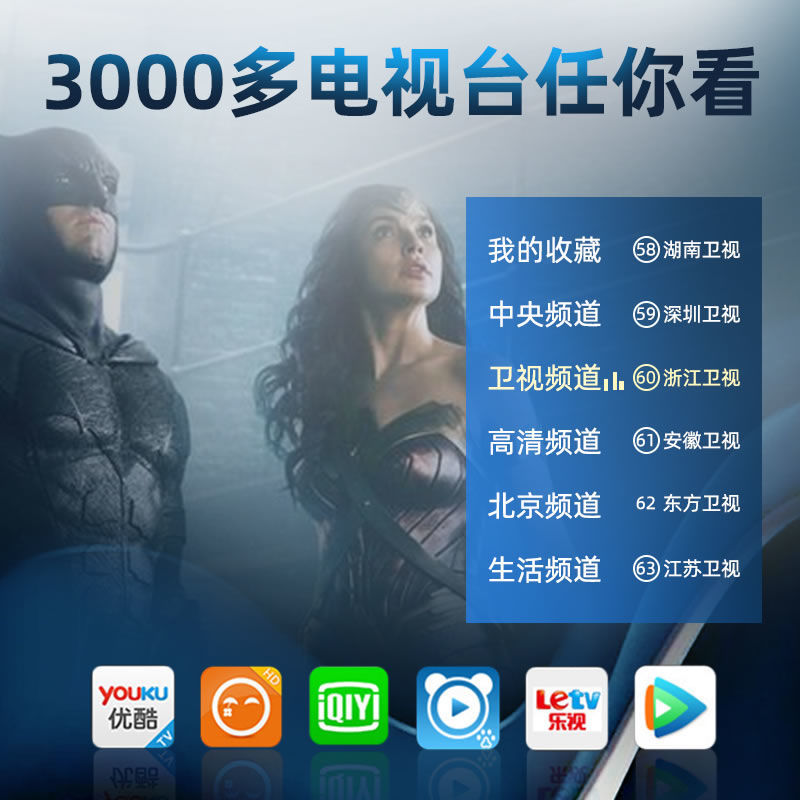 3000多电视台任你看
我的收藏 58 湖南卫视
中央频道 59 深圳卫视
卫视频道 60 浙江卫视
高清频道 61 安徽卫视
北京频道 62 东方卫视
生活频道 63 江苏卫视
YOUKU
优酷
TV
HD
iQIYI
Letv
乐视